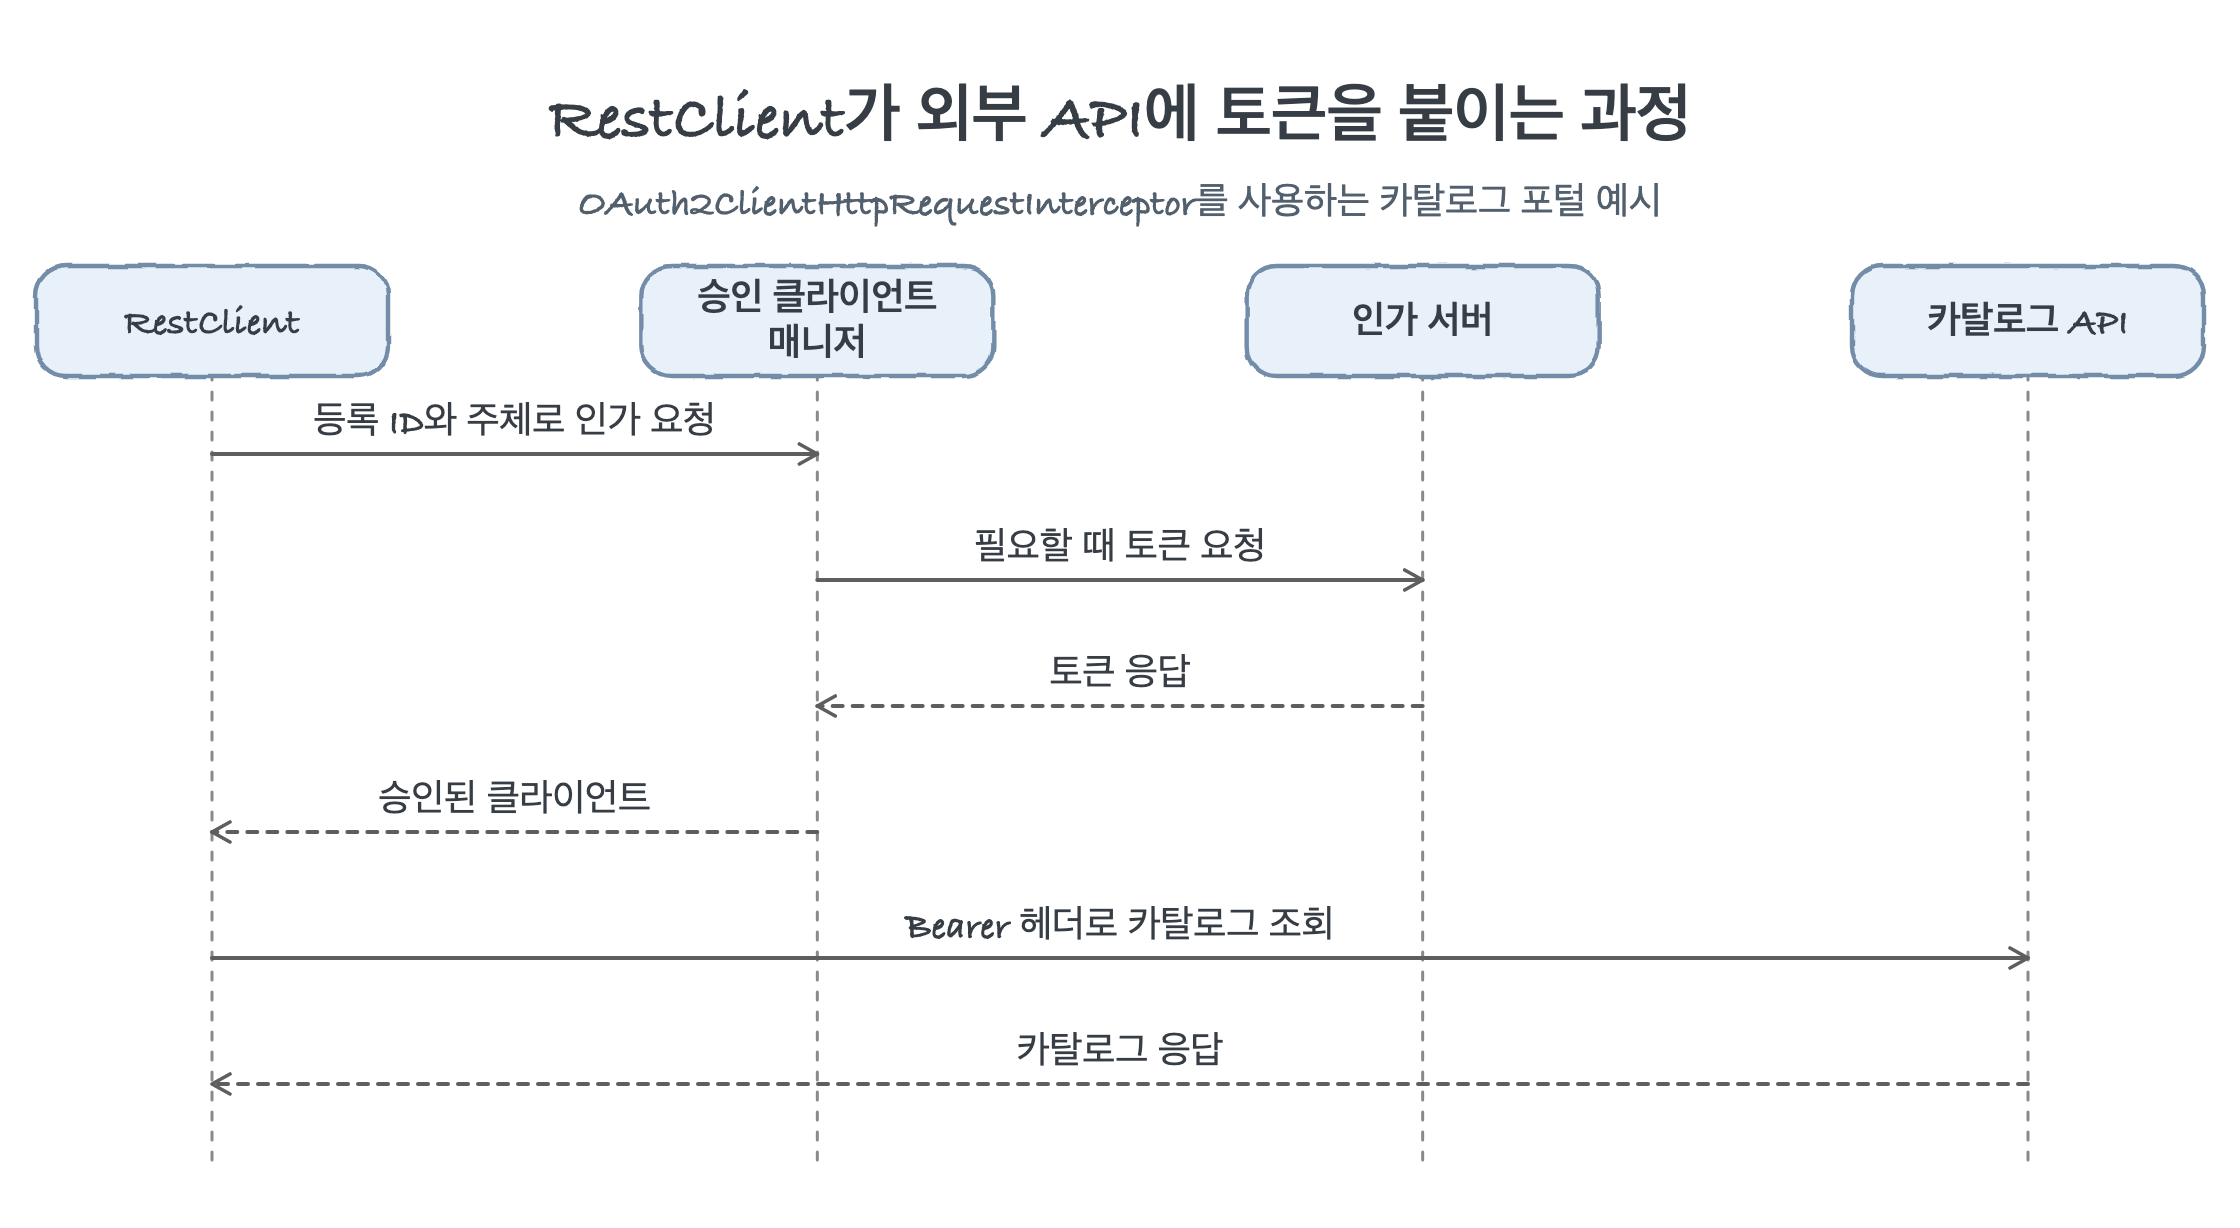 RestClient가 외부 API에 토큰을 붙이는 과정
OAuth2ClientHttpRequestInterceptor를 사용하는 카탈로그 포털 예시
RestClient
승인 클라이언트
매니저
인가 서버
카탈로그 API
등록 ID와 주체로 인가 요청
필요할 때 토큰 요청
토큰 응답
승인된 클라이언트
Bearer 헤더로 카탈로그 조회
카탈로그 응답